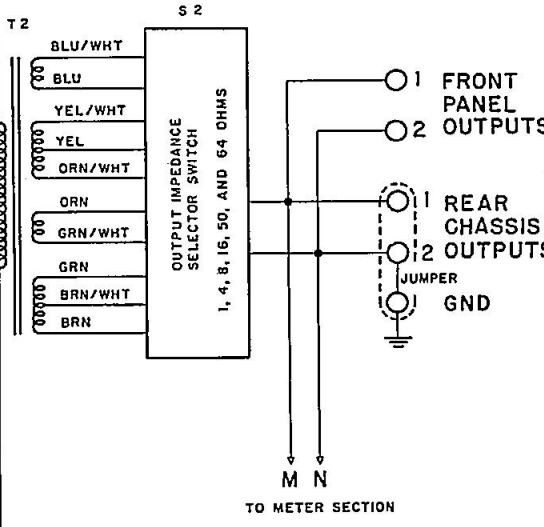 T2
S2
BLU/WHT
BLU
YEL/WHT
YEL
ORN/WHT
ORN
GRN/WHT
GRN
BRN/WHT
BRN
OUTPUT IMPEDANCE
SELECTOR SWITCH
1, 4, 8, 16, 50, AND 64 OHMS
1 FRONT
PANEL
2 OUTPUTS
1 REAR
CHASSIS
2 OUTPUTS
JUMPER
GND
M N
TO METER SECTION